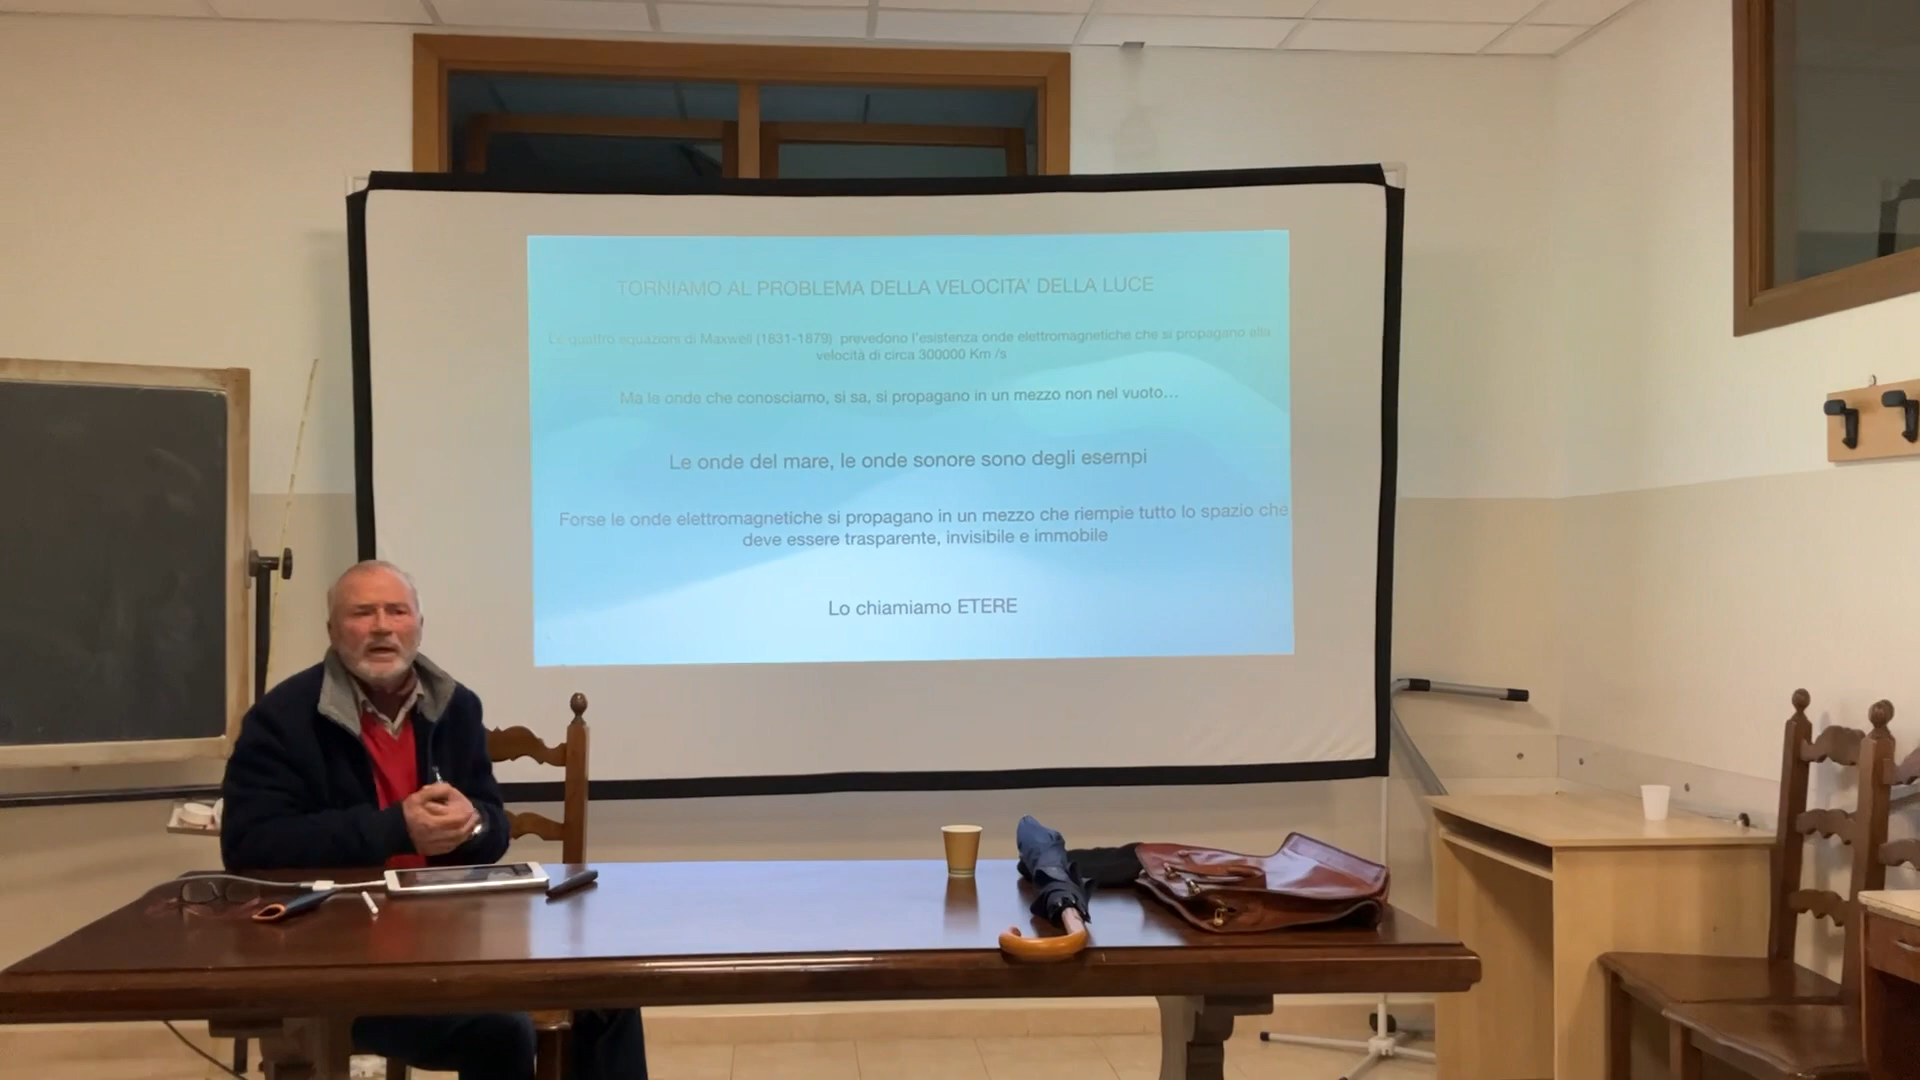 TORNIAMO AL PROBLEMA DELLA VELOCITA' DELLA LUCE
Le quattro equazioni di Maxwell (1831-1879) prevedono l'esistenza onde elettromagnetiche che si propagano alla
velocità di circa 300000 Km /s
Ma le onde che conosciamo, si sa, si propagano in un mezzo non nel vuoto...
Le onde del mare, le onde sonore sono degli esempi
Forse le onde elettromagnetiche si propagano in un mezzo che riempie tutto lo spazio che
deve essere trasparente, invisibile e immobile
Lo chiamiamo ETERE